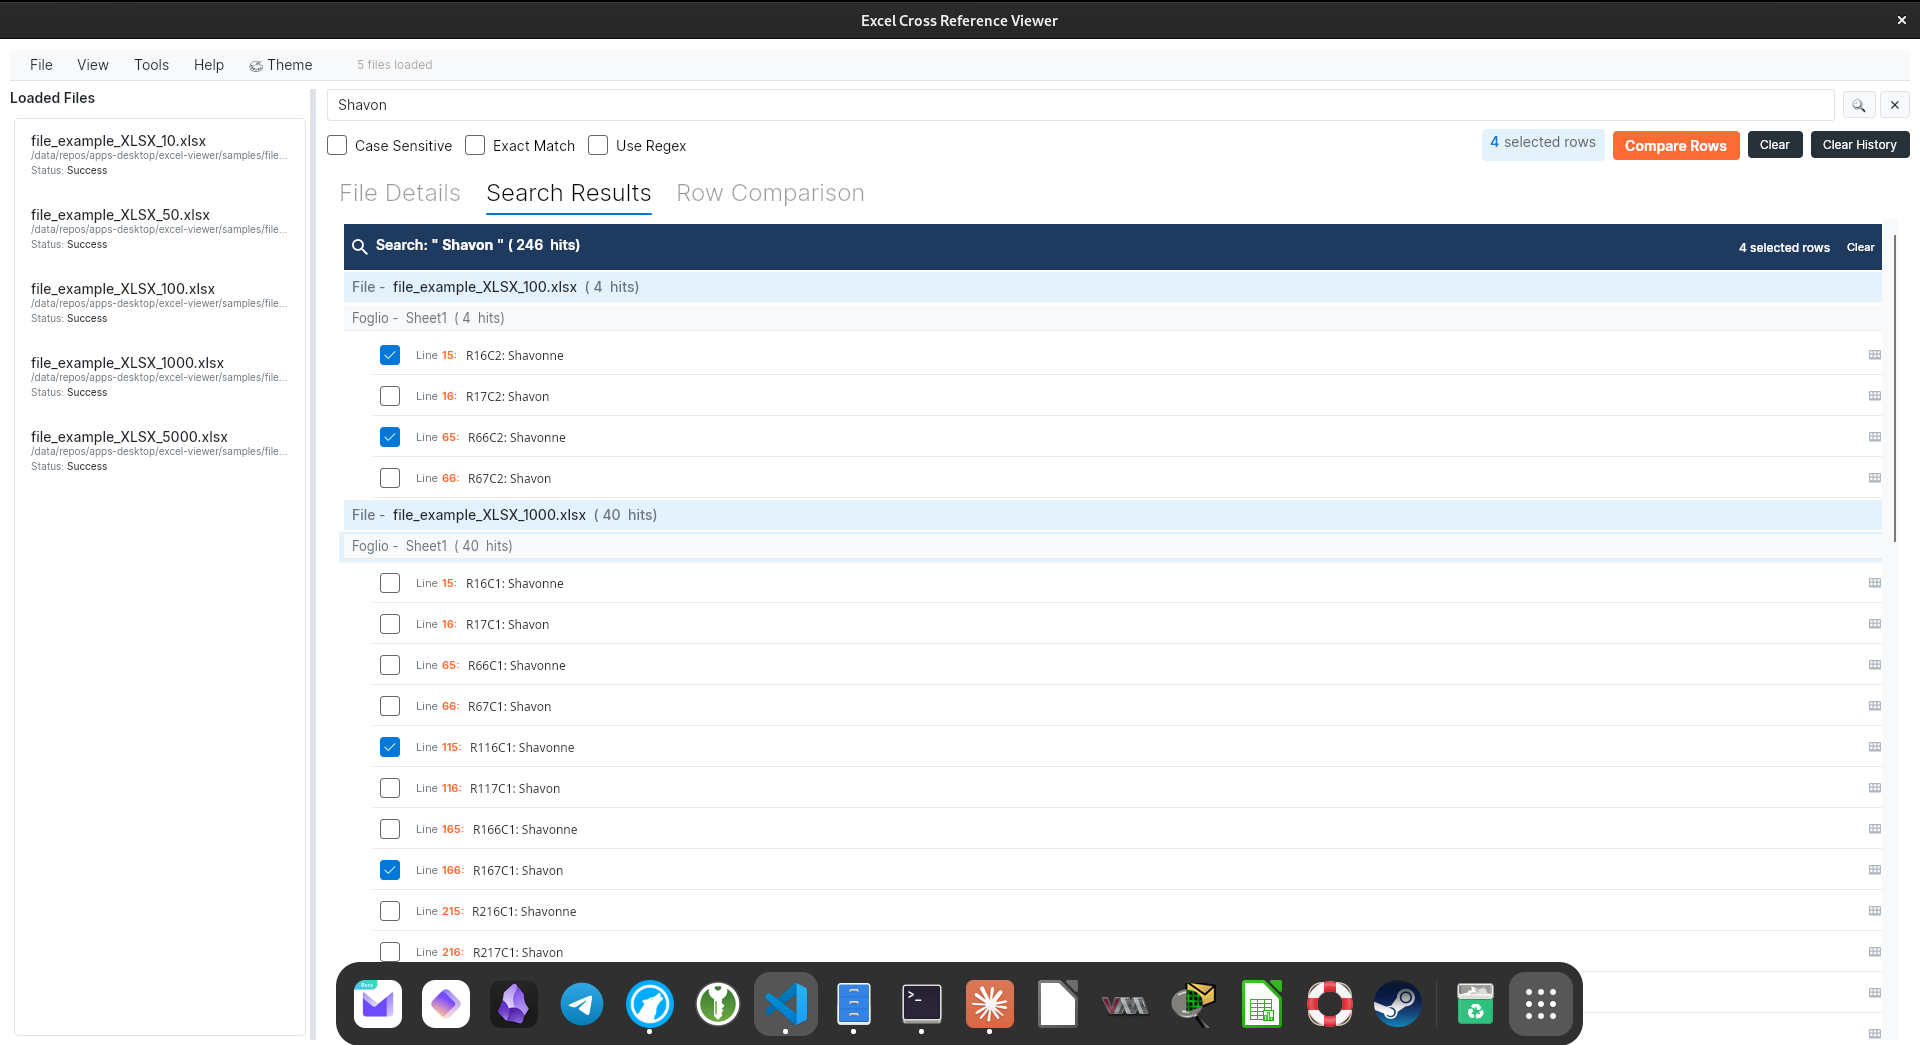 Excel Cross Reference Viewer
File View Tools Help Theme 5 files loaded
Loaded Files
file_example_XLSX_10.xlsx
/data/repos/apps-desktop/excel-viewer/samples/file...
Status: Success
file_example_XLSX_50.xlsx
/data/repos/apps-desktop/excel-viewer/samples/file...
Status: Success
file_example_XLSX_100.xlsx
/data/repos/apps-desktop/excel-viewer/samples/file...
Status: Success
file_example_XLSX_1000.xlsx
/data/repos/apps-desktop/excel-viewer/samples/file...
Status: Success
file_example_XLSX_5000.xlsx
/data/repos/apps-desktop/excel-viewer/samples/file...
Status: Success
Shavon
Case Sensitive Exact Match Use Regex
4 selected rows Compare Rows Clear Clear History
File Details Search Results Row Comparison
Search: " Shavon " ( 246 hits) 4 selected rows Clear
File - file_example_XLSX_100.xlsx ( 4 hits)
Foglio - Sheet1 ( 4 hits)
Line 15: R16C2: Shavonne
Line 16: R17C2: Shavon
Line 65: R66C2: Shavonne
Line 66: R67C2: Shavon
File - file_example_XLSX_1000.xlsx ( 40 hits)
Foglio - Sheet1 ( 40 hits)
Line 15: R16C1: Shavonne
Line 16: R17C1: Shavon
Line 65: R66C1: Shavonne
Line 66: R67C1: Shavon
Line 115: R116C1: Shavonne
Line 116: R117C1: Shavon
Line 165: R166C1: Shavonne
Line 166: R167C1: Shavon
Line 215: R216C1: Shavonne
Line 216: R217C1: Shavon
Beta